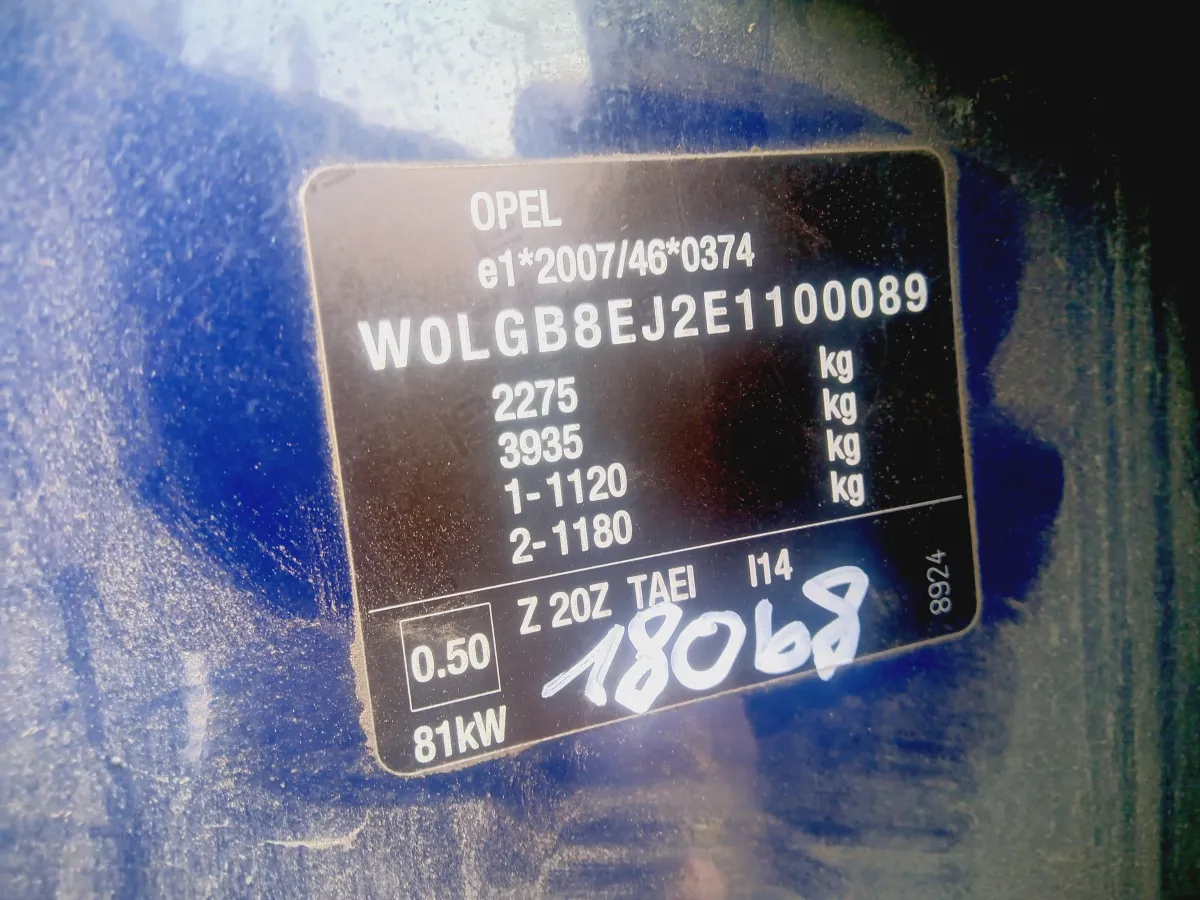 OPEL
e1*2007/46*0374
W0LGB8EJ2E1100089
2275 kg
3935 kg
1-1120 kg
2-1180 kg
Z 20Z TAEI I14
0.50
18068
81kW
8924